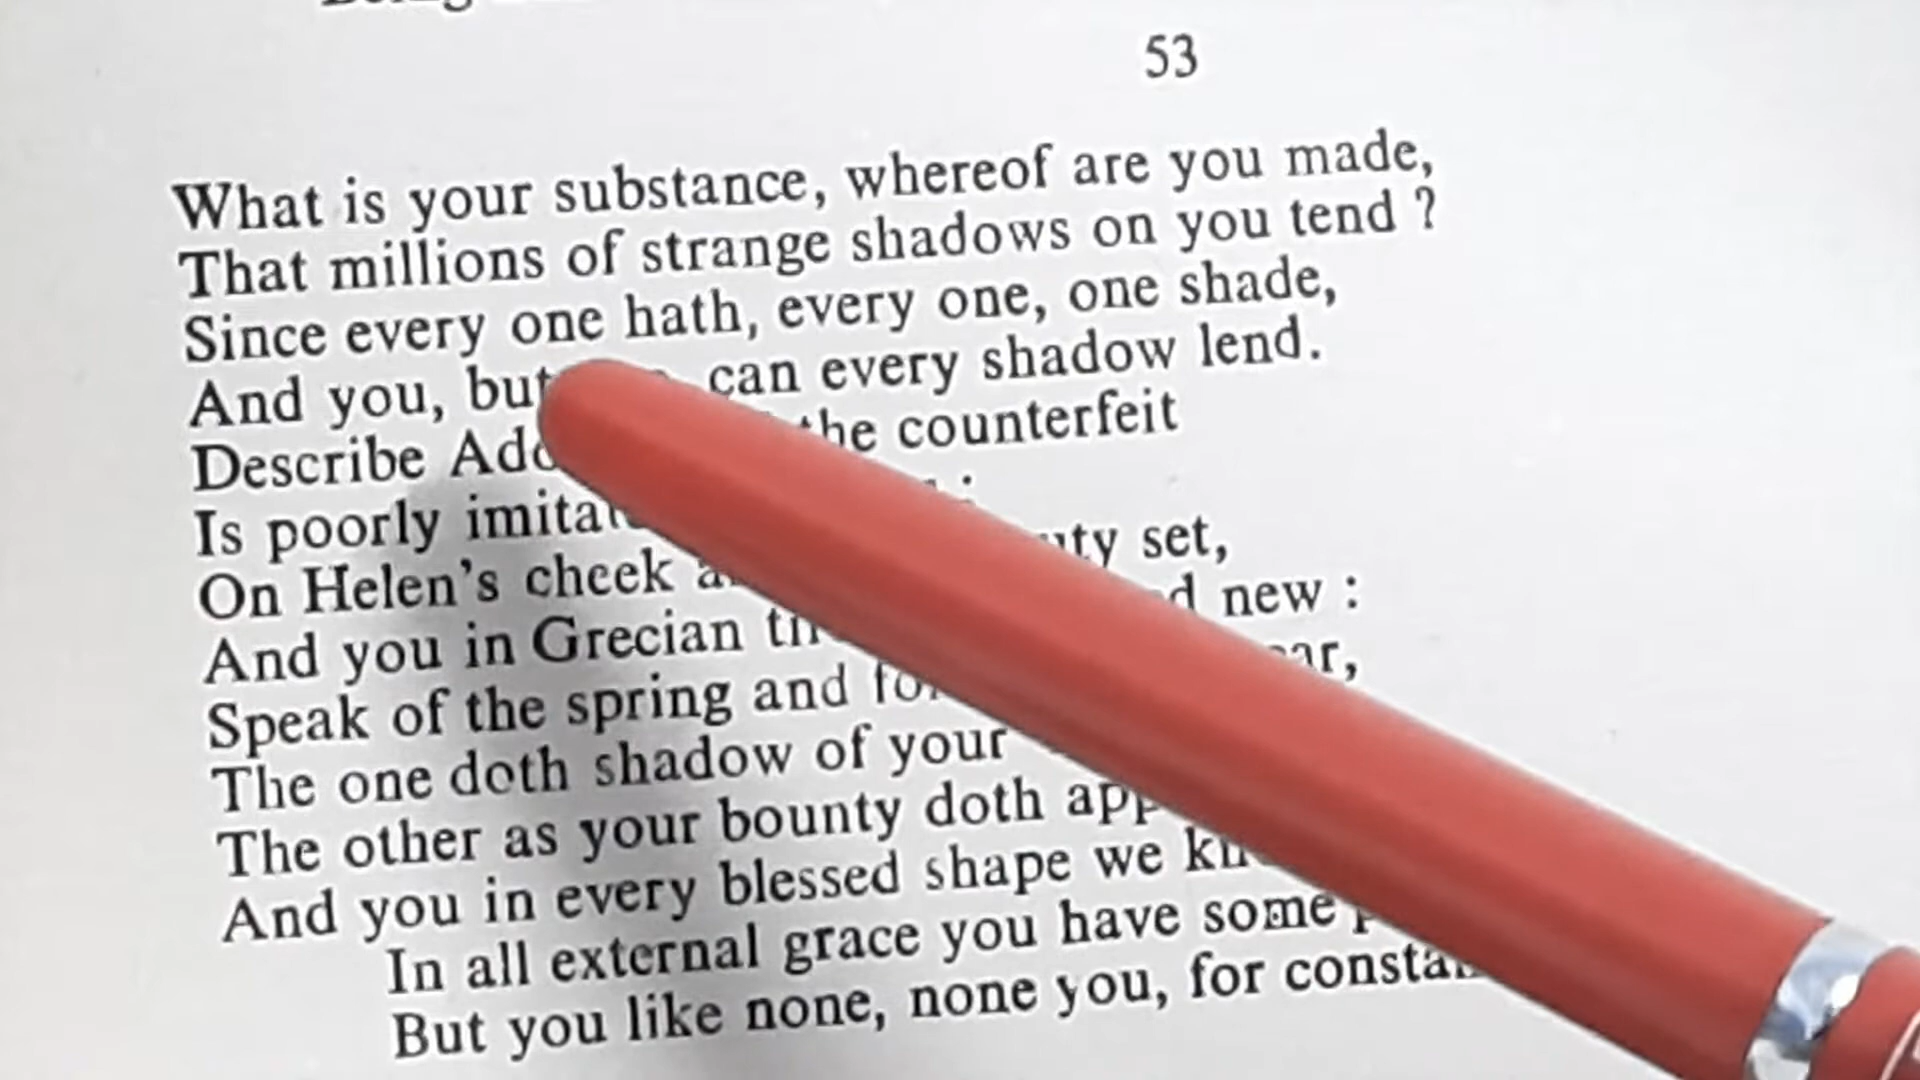 53
What is your substance, whereof are you made,
That millions of strange shadows on you tend ?
Since every one hath, every one, one shade,
And you, but can every shadow lend.
Describe the counterfeit
Is poorly
On Helen's cheek set,
And you in Grecian new :
Speak of the spring and
The one doth shadow of your
The other as your bounty doth
And you in every blessed shape we
In all external grace you have some
But you like none, none you, for